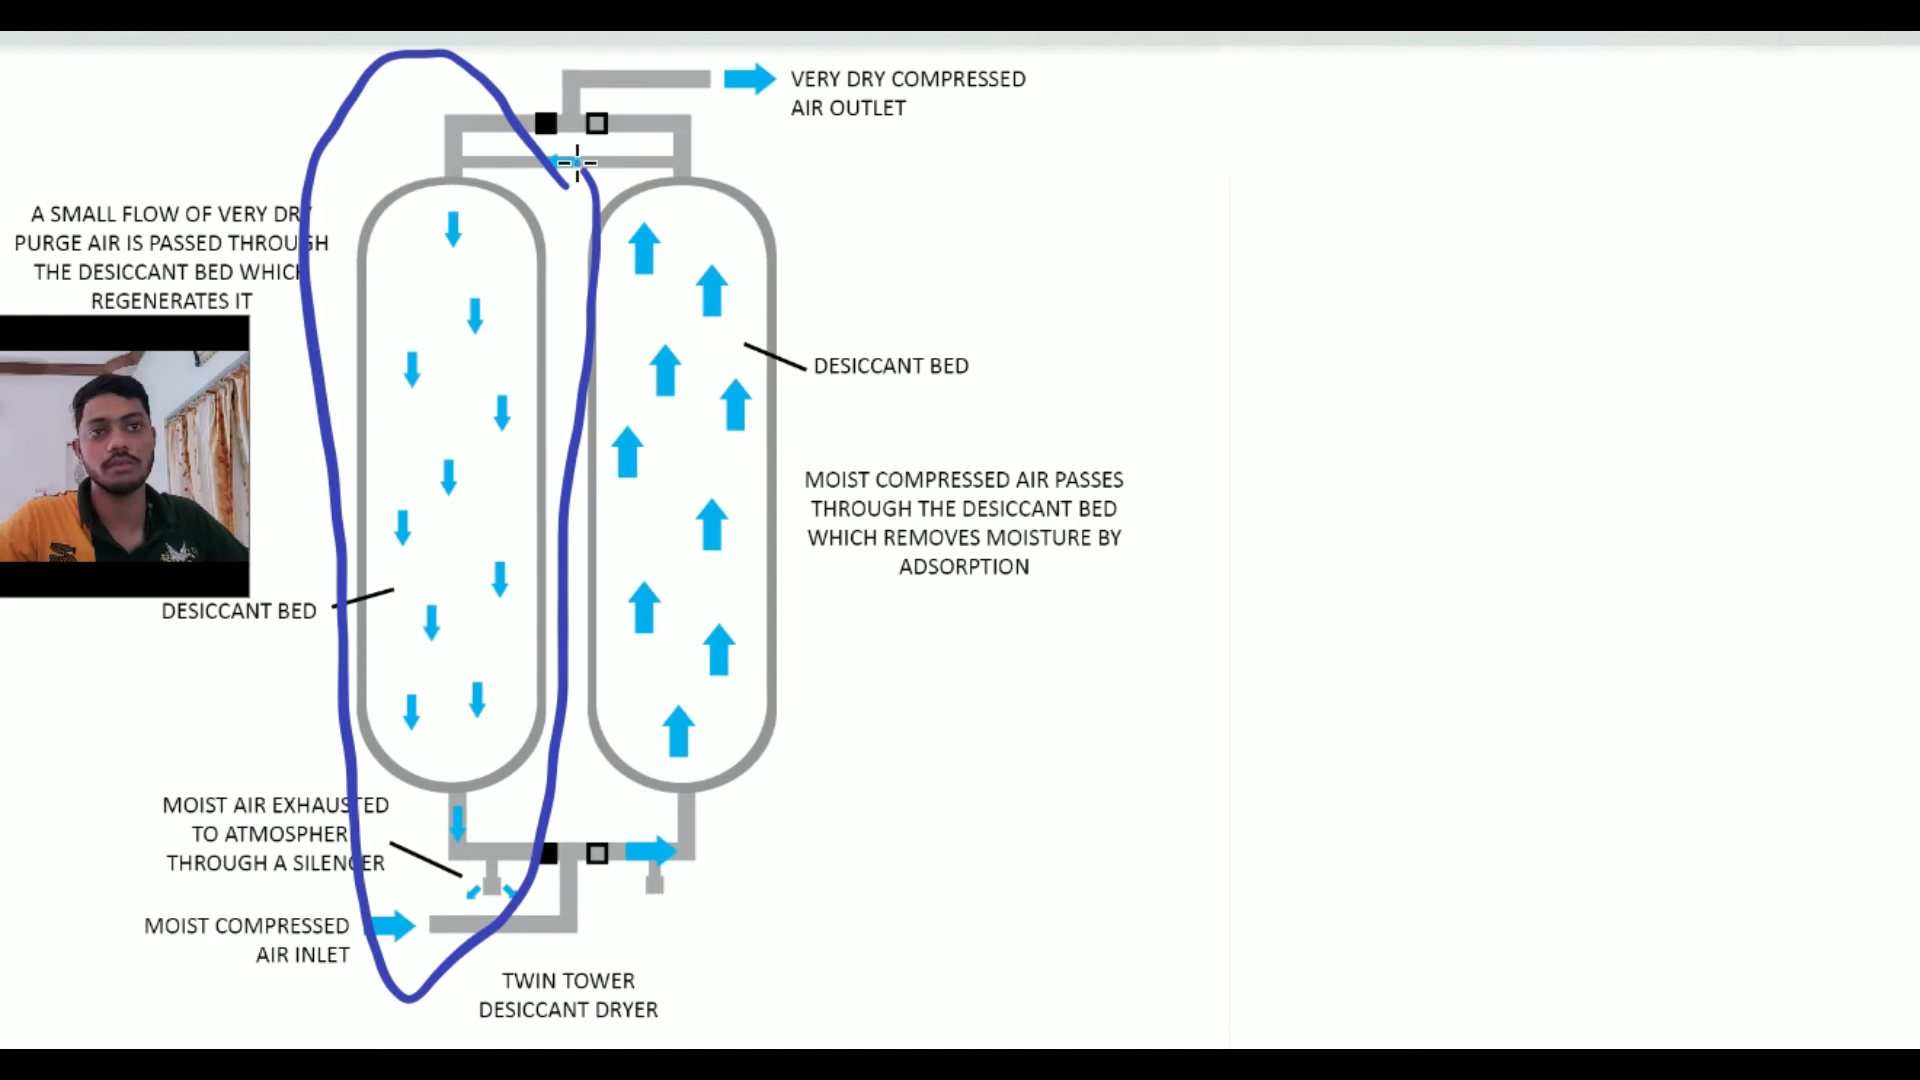 VERY DRY COMPRESSED
AIR OUTLET
A SMALL FLOW OF VERY DRY
PURGE AIR IS PASSED THROUGH
THE DESICCANT BED WHICH
REGENERATES IT
DESICCANT BED
MOIST COMPRESSED AIR PASSES
THROUGH THE DESICCANT BED
WHICH REMOVES MOISTURE BY
ADSORPTION
DESICCANT BED
MOIST AIR EXHAUSTED
TO ATMOSPHER
THROUGH A SILENCER
MOIST COMPRESSED
AIR INLET
TWIN TOWER
DESICCANT DRYER